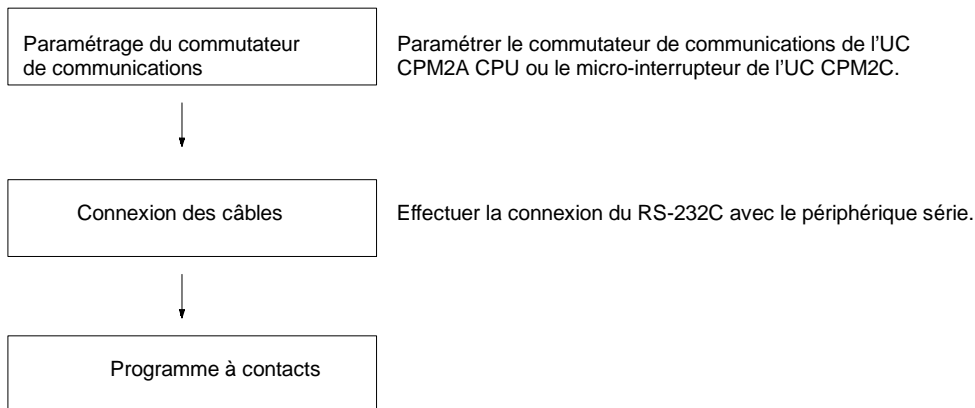 Paramétrage du commutateur
de communications
Paramétrer le commutateur de communications de l'UC
CPM2A CPU ou le micro-interrupteur de l'UC CPM2C.
Connexion des câbles
Effectuer la connexion du RS-232C avec le périphérique série.
Programme à contacts